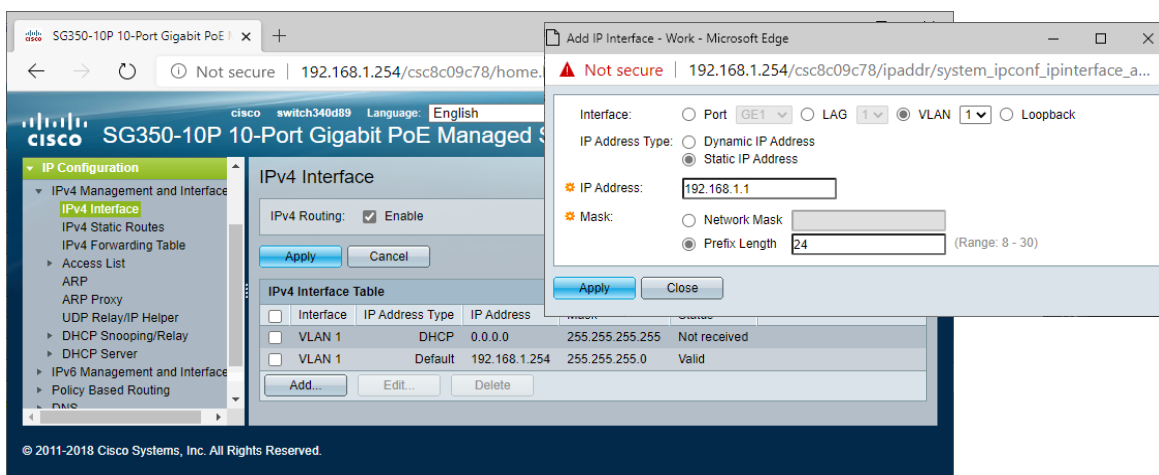 SG350-10P 10-Port Gigabit PoE
Not secure 192.168.1.254/csc8c09c78/home.
cisco switch340d89 Language: English
cisco SG350-10P 10-Port Gigabit PoE Managed
IP Configuration
IPv4 Management and Interface
IPv4 Interface
IPv4 Static Routes
IPv4 Forwarding Table
Access List
ARP
ARP Proxy
UDP Relay/IP Helper
DHCP Snooping/Relay
DHCP Server
IPv6 Management and Interface
Policy Based Routing
DNS
IPv4 Interface
IPv4 Routing: Enable
Apply Cancel
IPv4 Interface Table
Interface IP Address Type IP Address Mask Status
VLAN 1 DHCP 0.0.0.0 255.255.255.255 Not received
VLAN 1 Default 192.168.1.254 255.255.255.0 Valid
Add... Edit... Delete
© 2011-2018 Cisco Systems, Inc. All Rights Reserved.
Add IP Interface - Work - Microsoft Edge
Not secure 192.168.1.254/csc8c09c78/ipaddr/system_ipconf_ipinterface_a...
Interface: Port GE1 LAG 1 VLAN 1 Loopback
IP Address Type: Dynamic IP Address
Static IP Address
IP Address: 192.168.1.1
Mask: Network Mask
Prefix Length 24 (Range: 8 - 30)
Apply Close